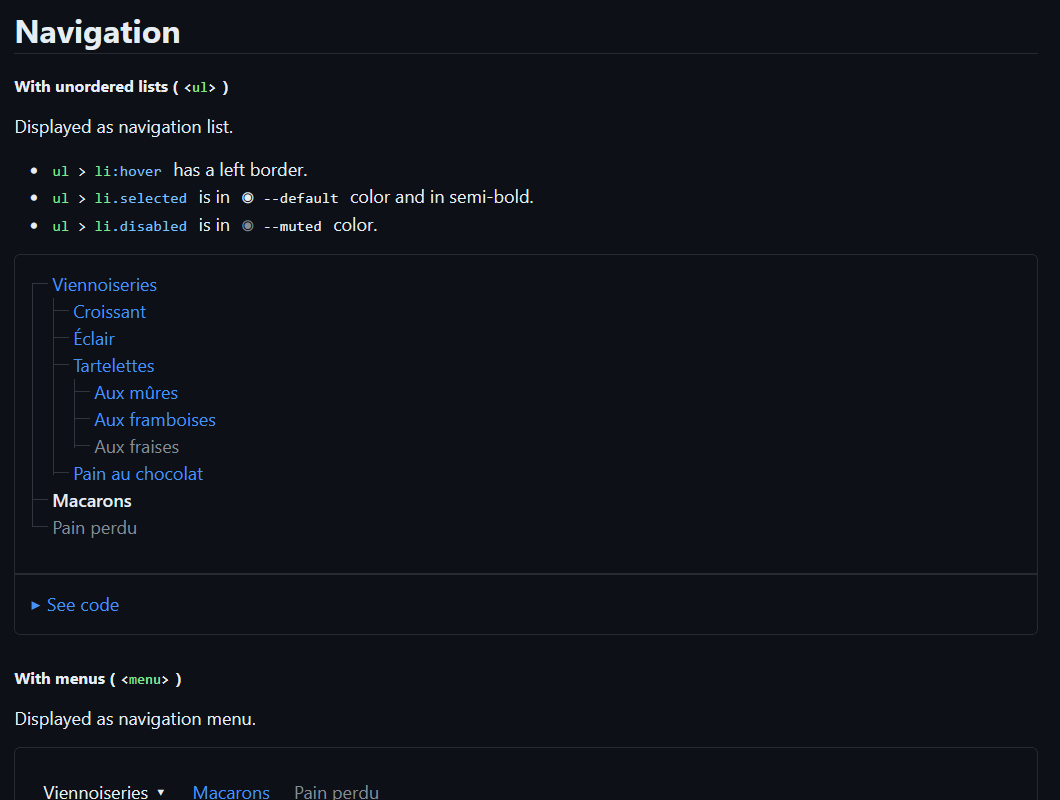 Navigation
With unordered lists ( <ul> )
Displayed as navigation list.
ul > li:hover has a left border.
ul > li.selected is in ◉ --default color and in semi-bold.
ul > li.disabled is in ◉ --muted color.
Viennoiseries
Croissant
Éclair
Tartelettes
Aux mûres
Aux framboises
Aux fraises
Pain au chocolat
Macarons
Pain perdu
▸ See code
With menus ( <menu> )
Displayed as navigation menu.
Viennoiseries ▾ Macarons Pain perdu